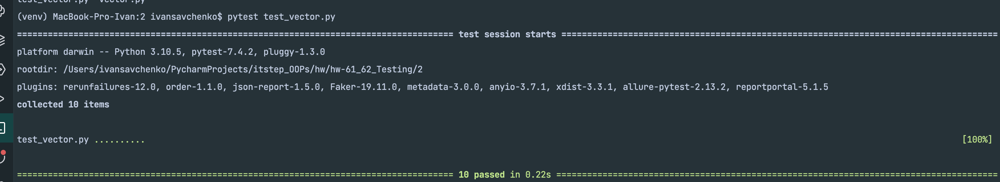 test_vector.py  vector.py
(venv) MacBook-Pro-Ivan:2 ivansavchenko$ pytest test_vector.py
===================================================================================== test session starts =====================================================================================
platform darwin -- Python 3.10.5, pytest-7.4.2, pluggy-1.3.0
rootdir: /Users/ivansavchenko/PycharmProjects/itstep_OOPs/hw/hw-61_62_Testing/2
plugins: rerunfailures-12.0, order-1.1.0, json-report-1.5.0, Faker-19.11.0, metadata-3.0.0, anyio-3.7.1, xdist-3.3.1, allure-pytest-2.13.2, reportportal-5.1.5
collected 10 items
test_vector.py .......... [100%]
===================================================================================== 10 passed in 0.22s ======================================================================================